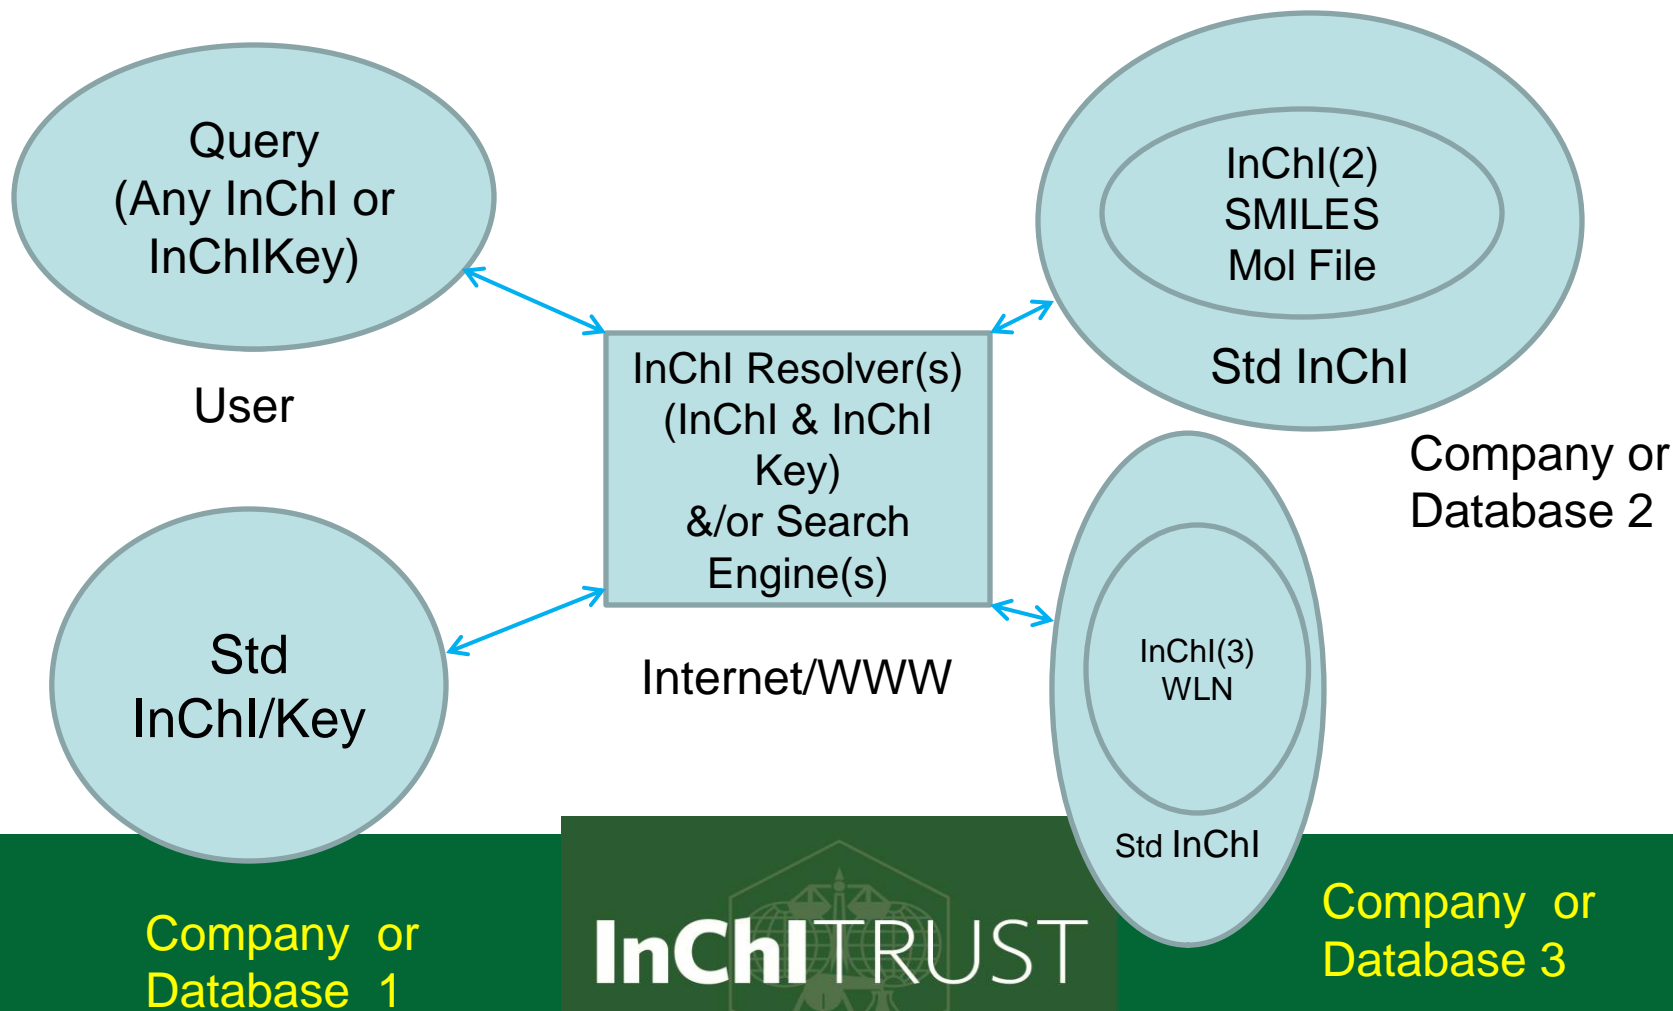 Query
(Any InChI or
InChIKey)
User
InChI(2)
SMILES
Mol File
Std InChI
Company or
Database 2
InChI Resolver(s)
(InChI & InChI
Key)
&/or Search
Engine(s)
Internet/WWW
Std
InChI/Key
Company or
Database 1
InChI(3)
WLN
Std InChI
Company or
Database 3
InChITRUST